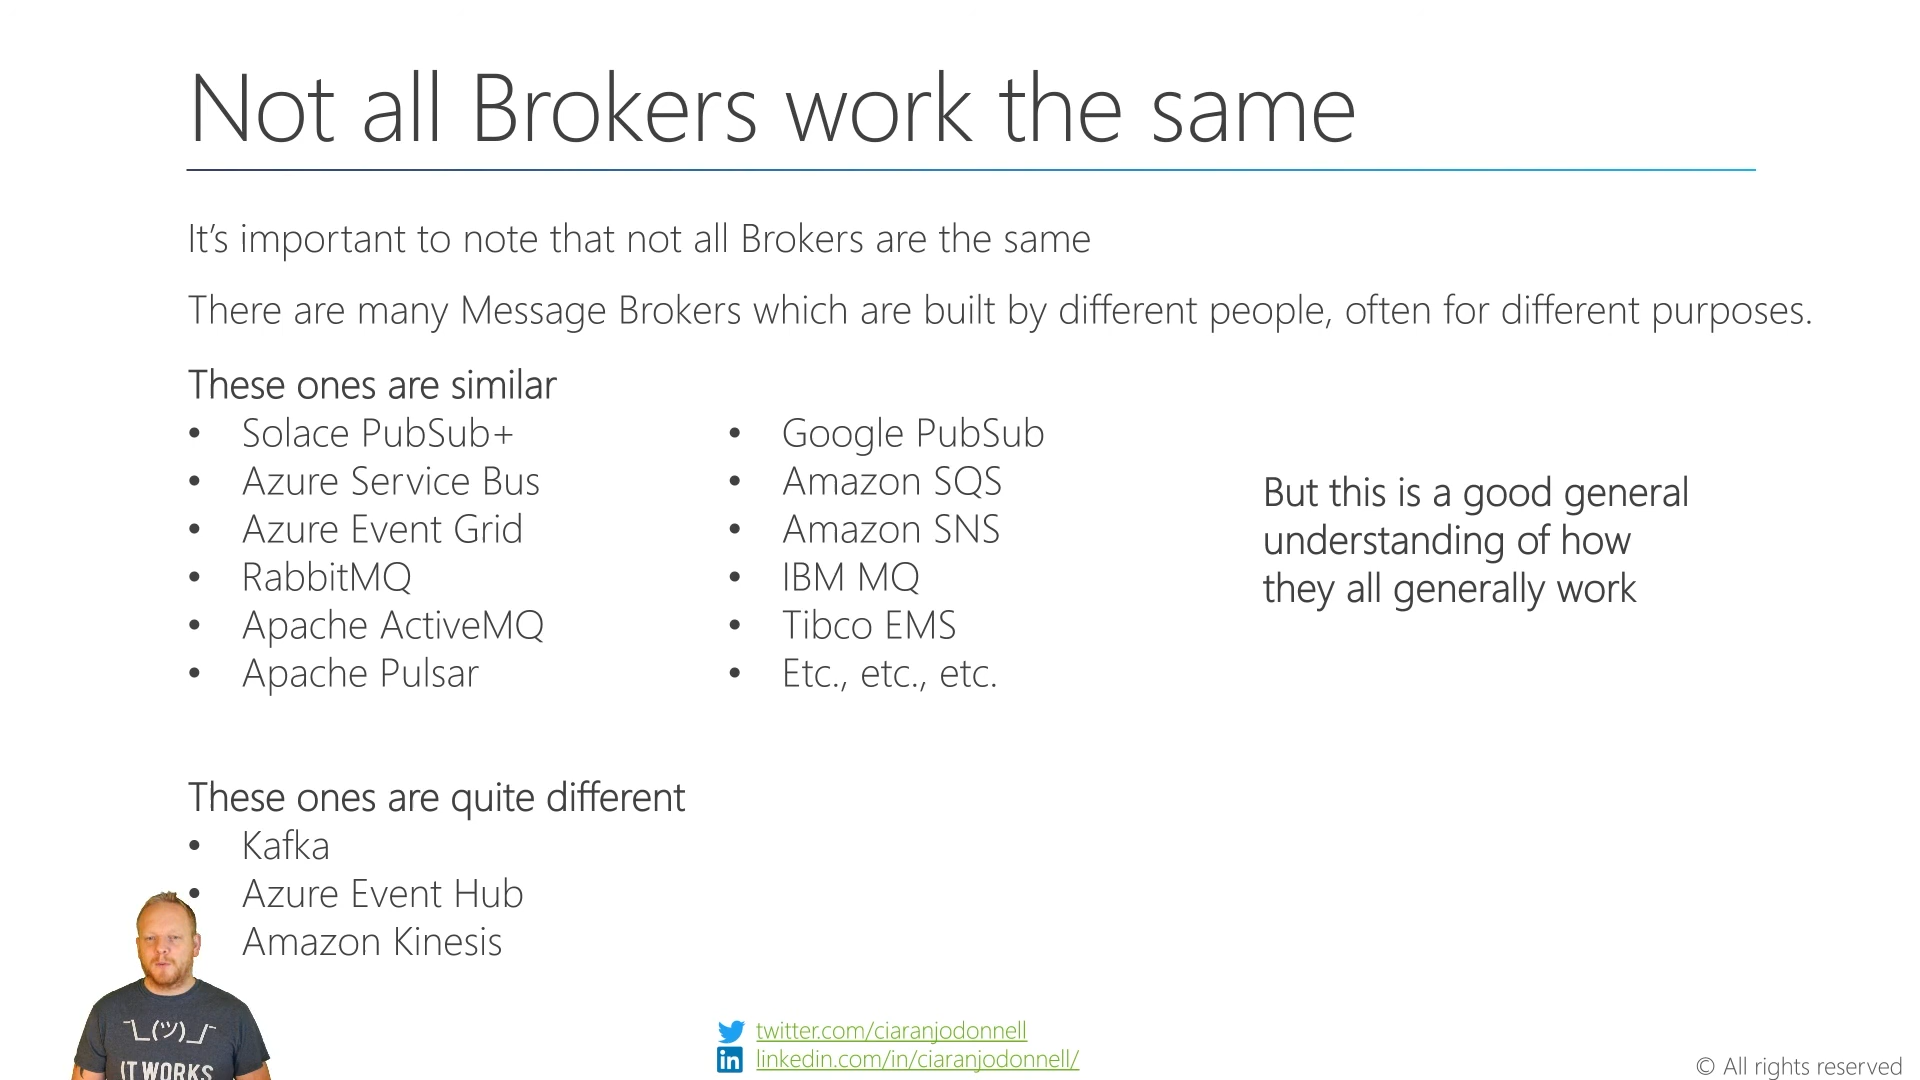 Not all Brokers work the same
It's important to note that not all Brokers are the same
There are many Message Brokers which are built by different people, often for different purposes.
These ones are similar
• Solace PubSub+
• Azure Service Bus
• Azure Event Grid
• RabbitMQ
• Apache ActiveMQ
• Apache Pulsar
• Google PubSub
• Amazon SQS
• Amazon SNS
• IBM MQ
• Tibco EMS
• Etc., etc., etc.
But this is a good general
understanding of how
they all generally work
These ones are quite different
• Kafka
• Azure Event Hub
Amazon Kinesis
¯\_(ツ)_/¯
IT WORKS
twitter.com/ciaranjodonnell
linkedin.com/in/ciaranjodonnell/
© All rights reserved